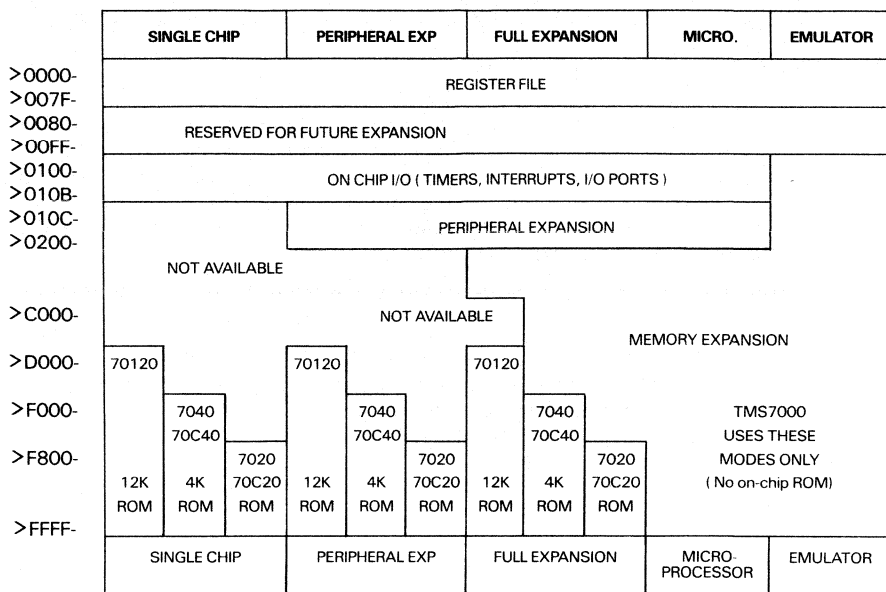 SINGLE CHIP PERIPHERAL EXP FULL EXPANSION MICRO. EMULATOR
>0000-
REGISTER FILE
>007F-
>0080-
RESERVED FOR FUTURE EXPANSION
>00FF-
>0100-
ON CHIP I/O ( TIMERS, INTERRUPTS, I/O PORTS )
>010B-
>010C-
PERIPHERAL EXPANSION
>0200-
NOT AVAILABLE
>C000- NOT AVAILABLE
MEMORY EXPANSION
>D000- 70120 70120 70120
>F000- 7040 7040 7040 TMS7000
70C40 70C40 70C40 USES THESE
>F800- 7020 7020 7020 MODES ONLY
12K 4K 70C20 12K 4K 70C20 12K 4K 70C20 ( No on-chip ROM)
ROM ROM ROM ROM ROM ROM ROM ROM ROM
>FFFF-
SINGLE CHIP PERIPHERAL EXP FULL EXPANSION MICRO- EMULATOR
PROCESSOR